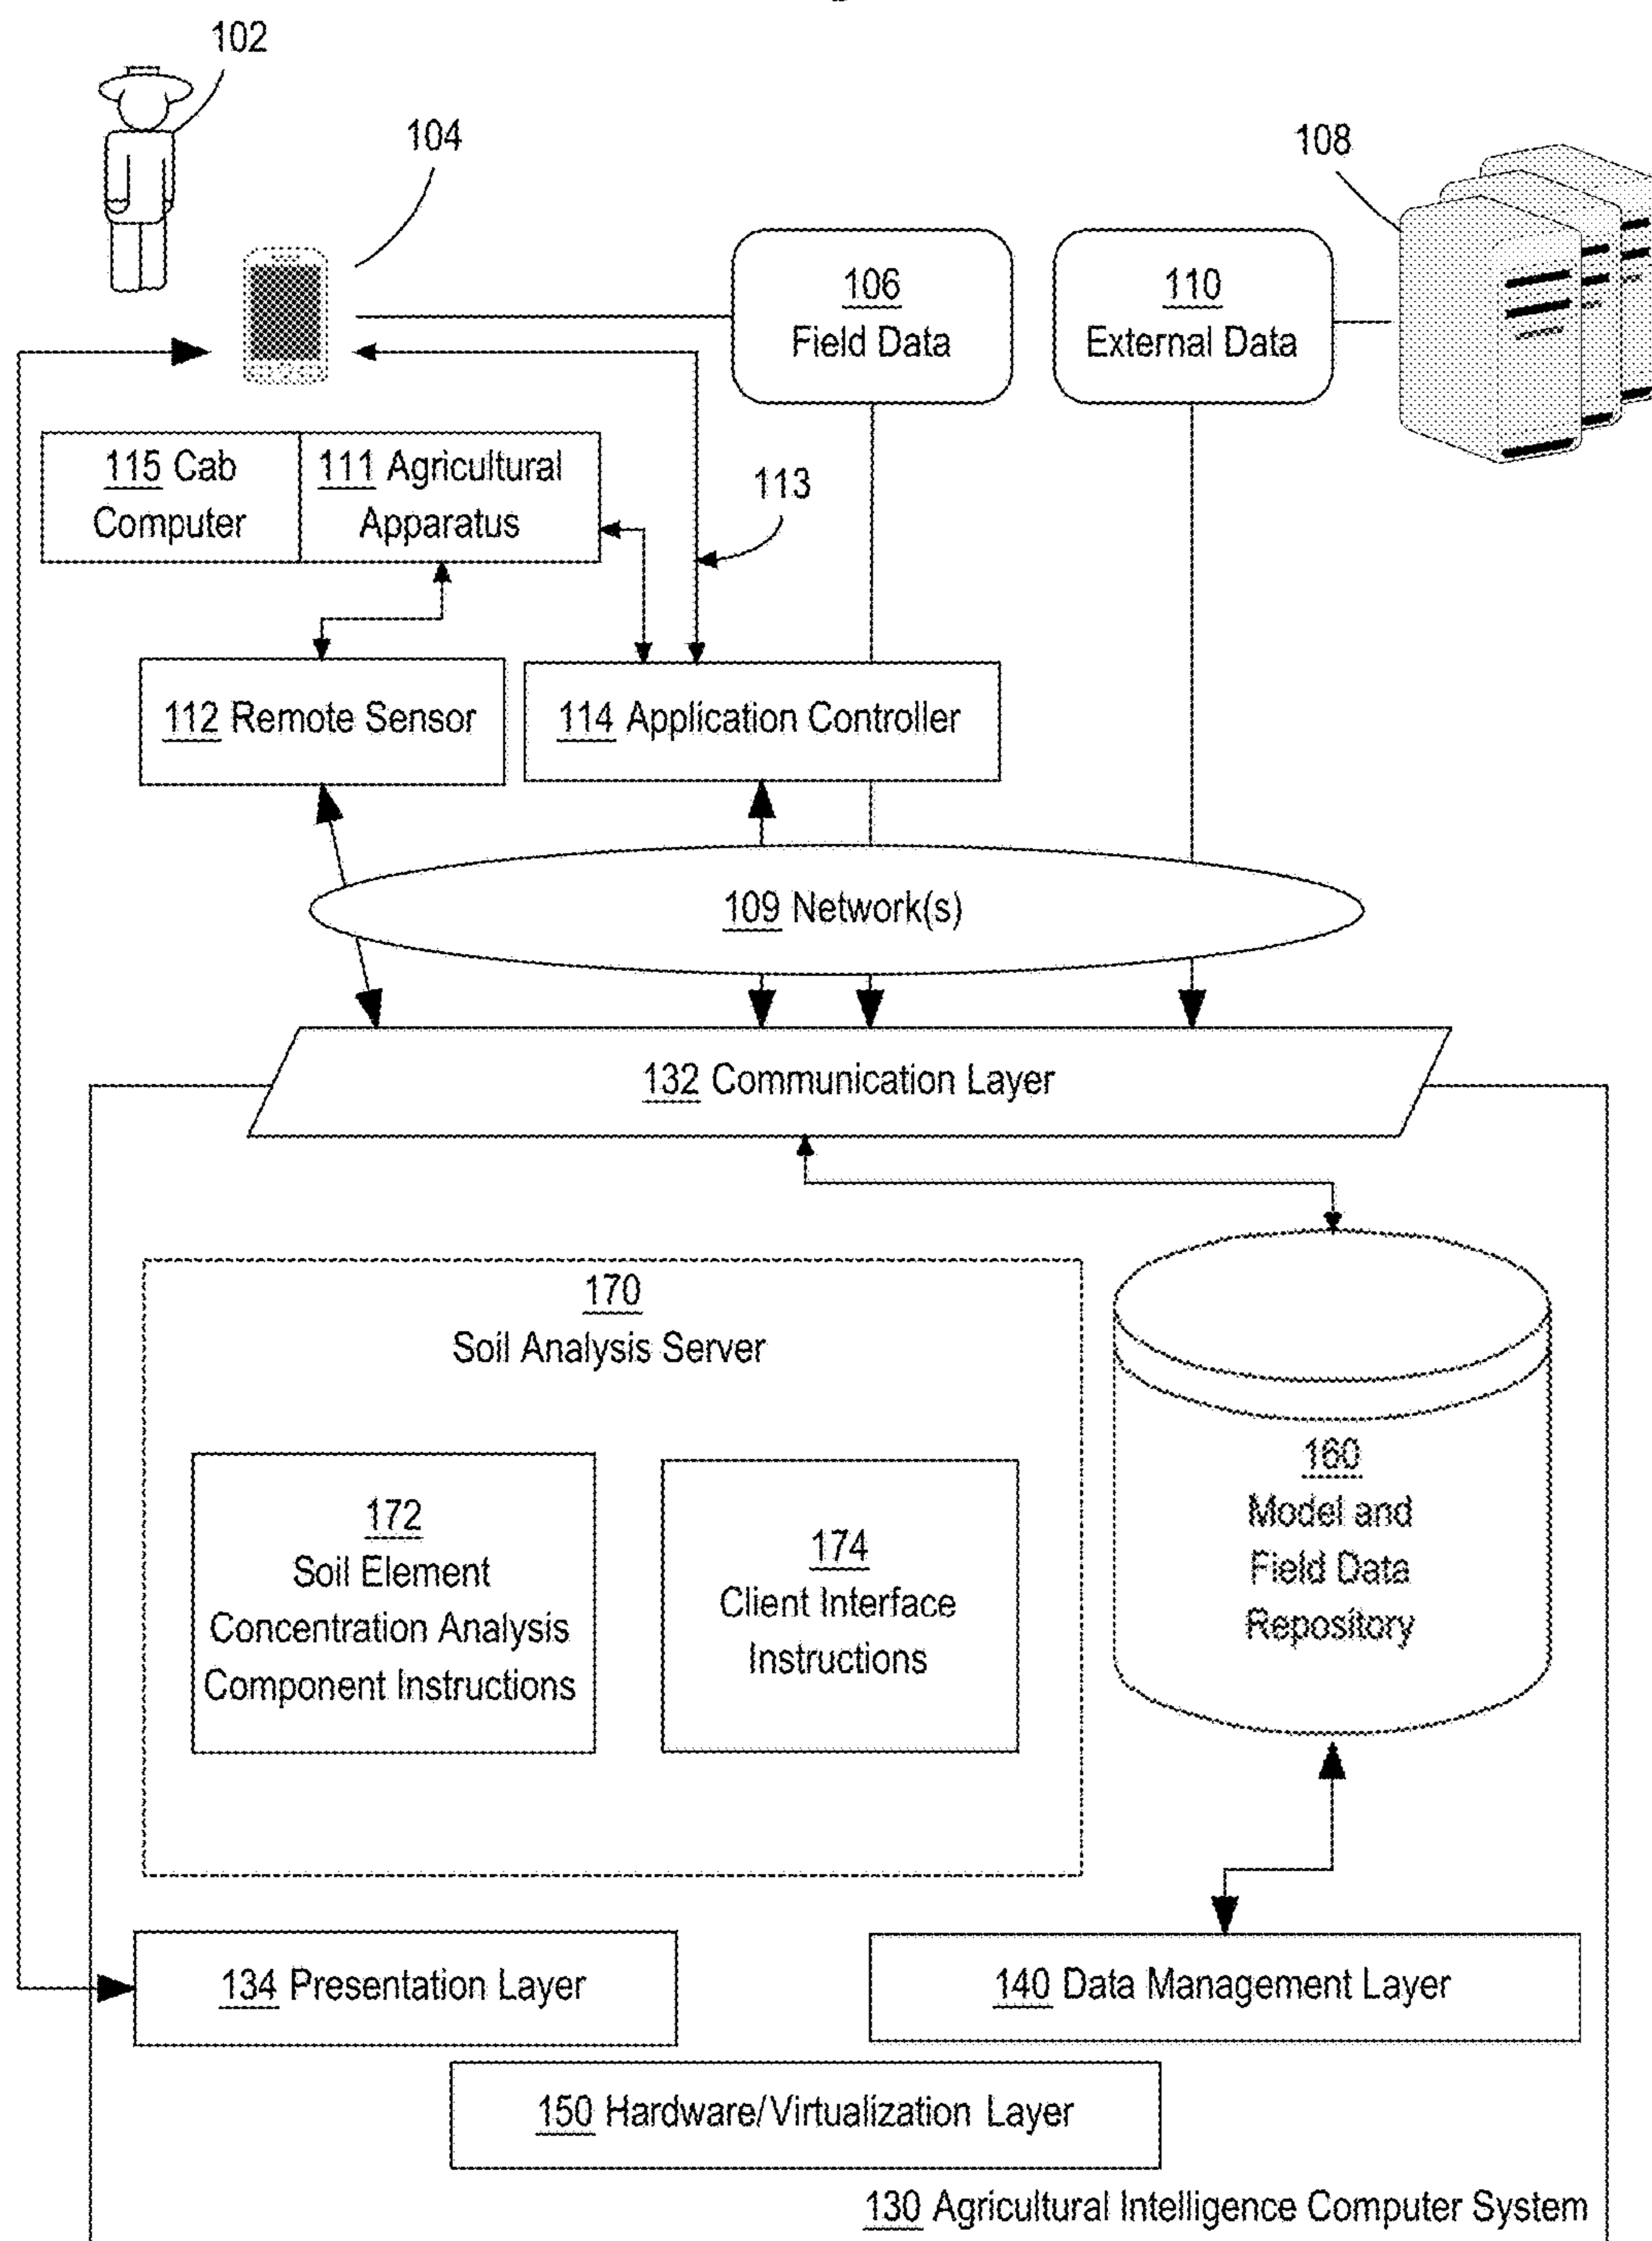 102
104
108
106
Field Data
110
External Data
115 Cab
Computer
111 Agricultural
Apparatus
113
112 Remote Sensor
114 Application Controller
109 Network(s)
132 Communication Layer
170
Soil Analysis Server
172
Soil Element
Concentration Analysis
Component Instructions
174
Client Interface
Instructions
160
Model and
Field Data
Repository
134 Presentation Layer
140 Data Management Layer
150 Hardware/Virtualization Layer
130 Agricultural Intelligence Computer System